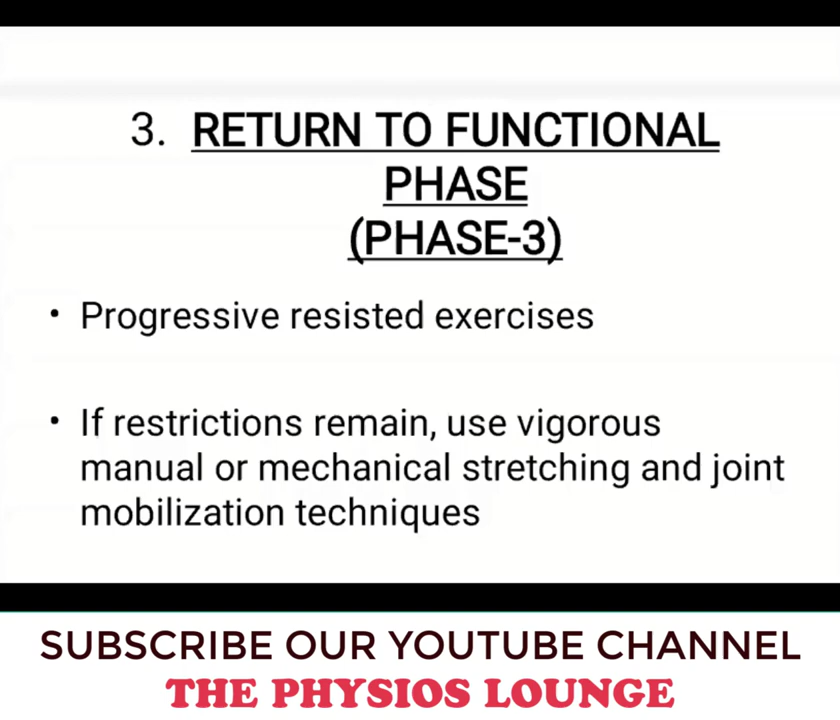 3. RETURN TO FUNCTIONAL
PHASE
(PHASE-3)
• Progressive resisted exercises
• If restrictions remain, use vigorous
manual or mechanical stretching and joint
mobilization techniques
SUBSCRIBE OUR YOUTUBE CHANNEL
THE PHYSIOS LOUNGE